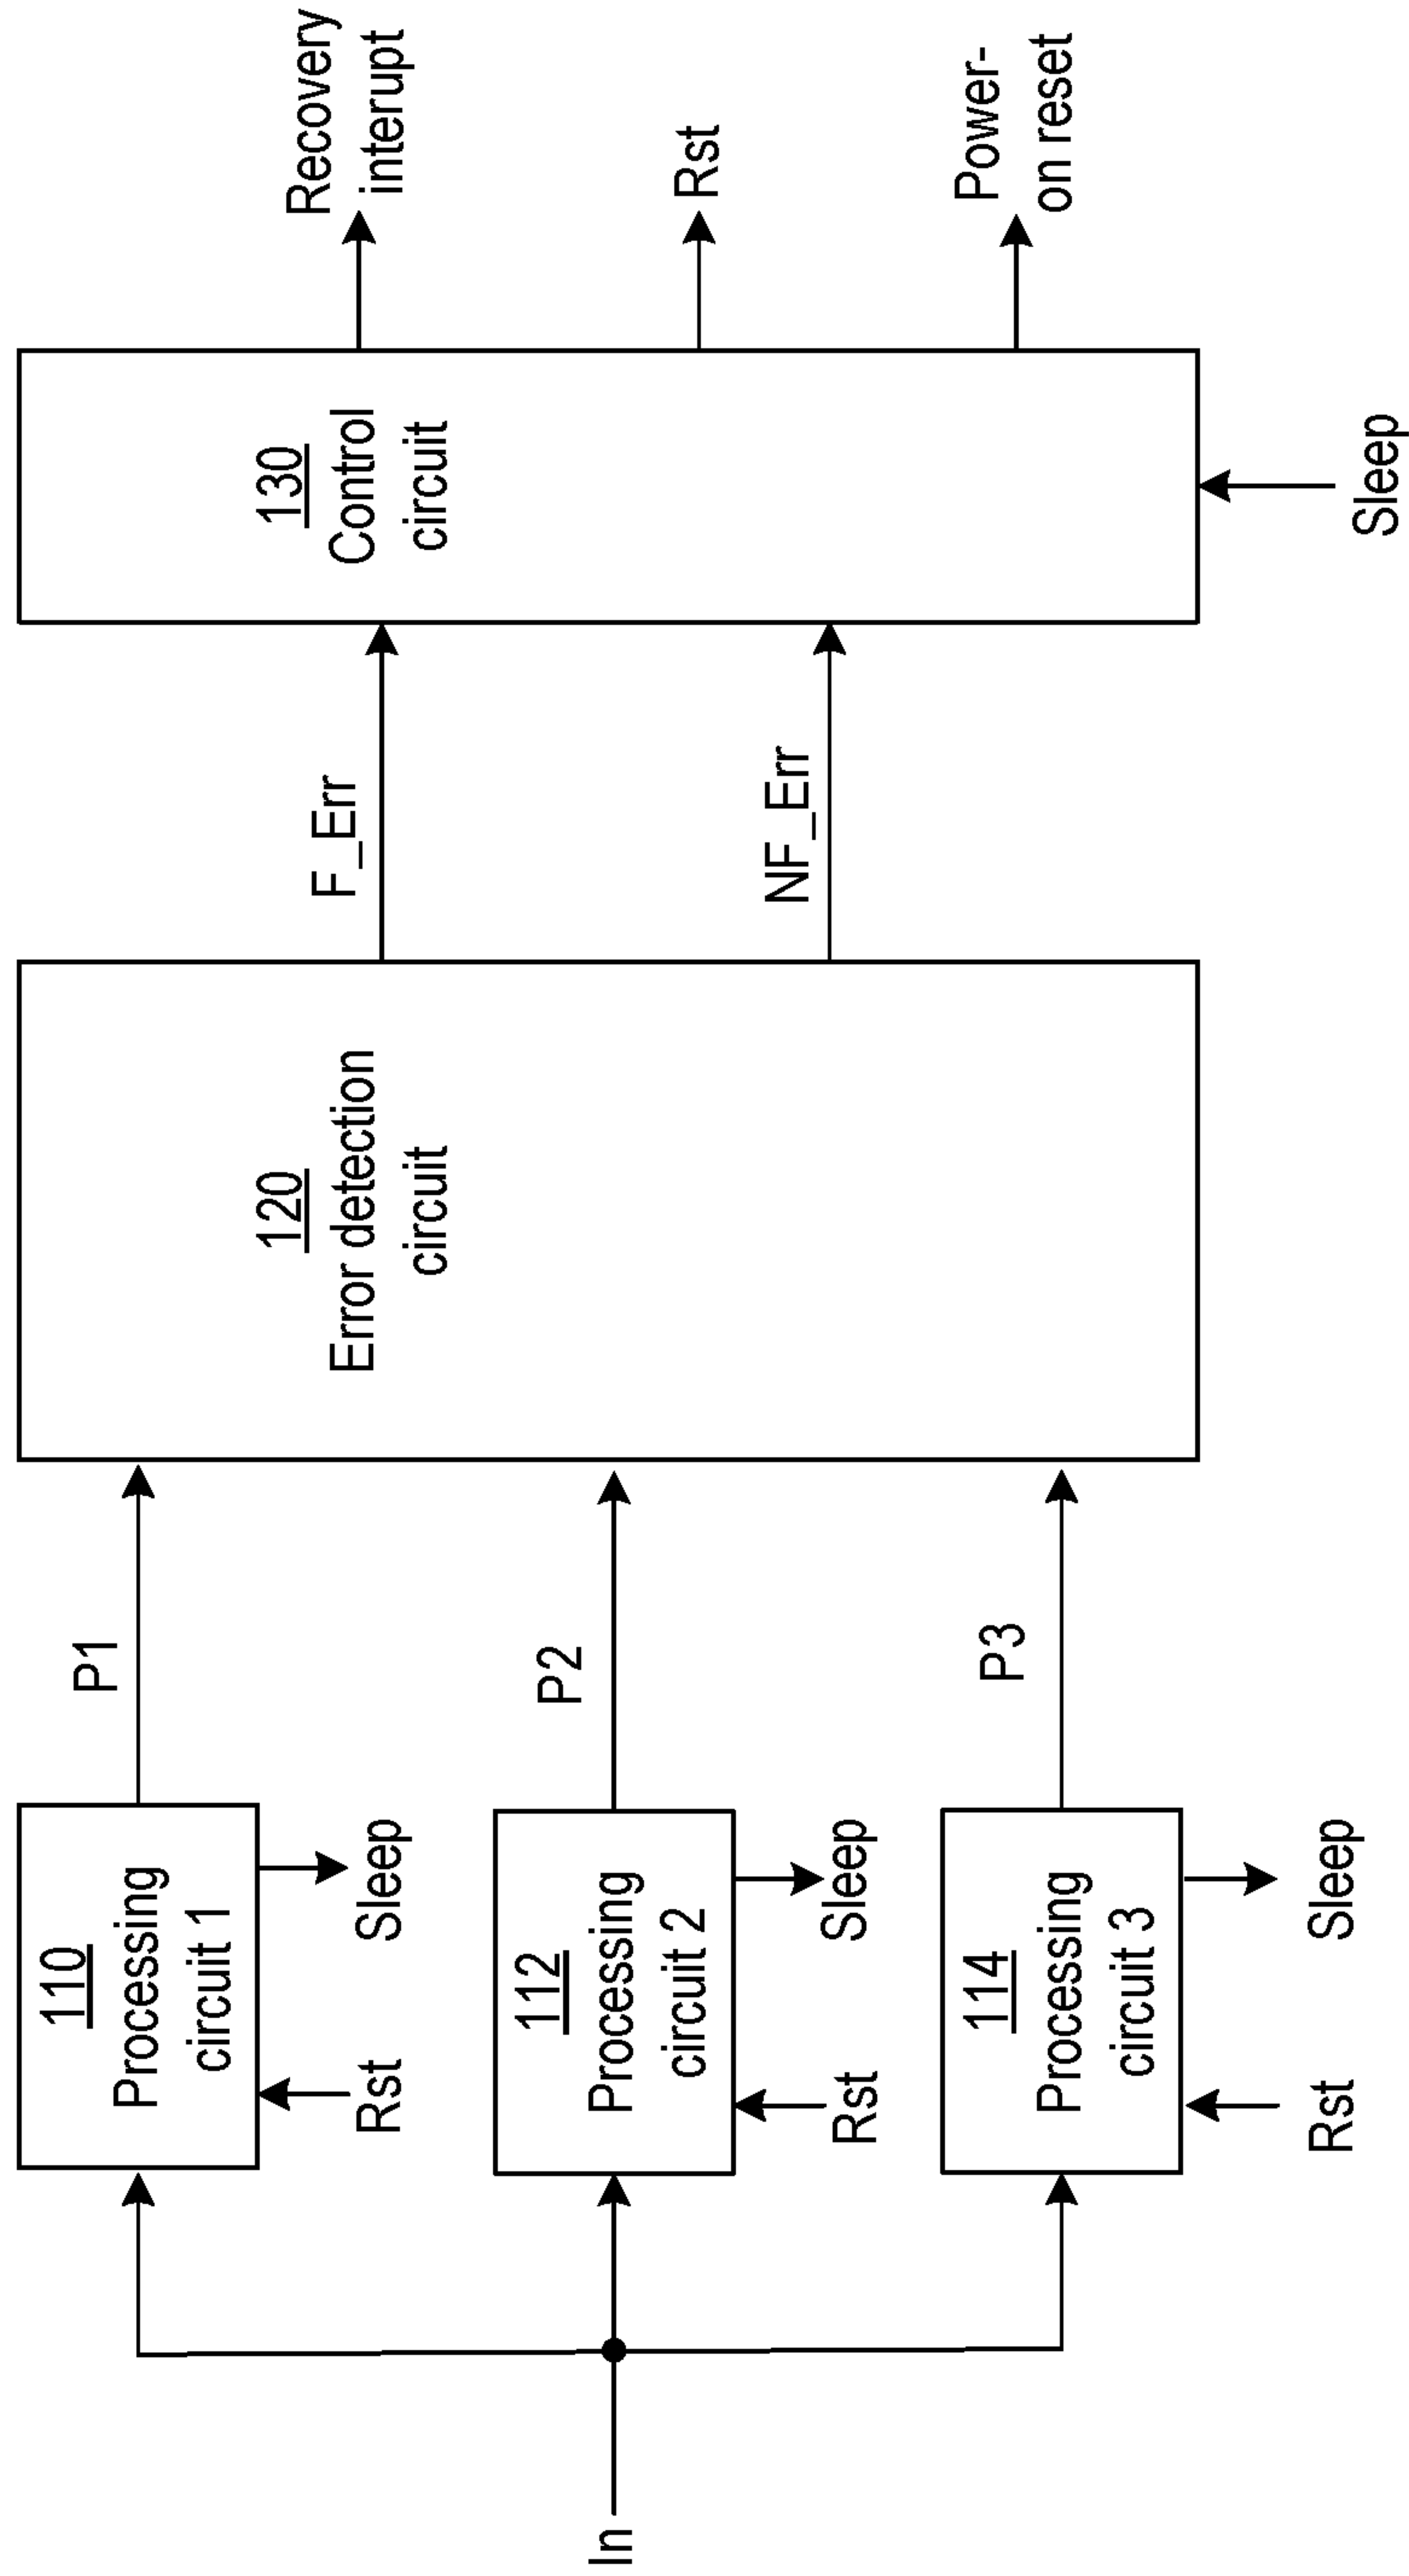 In
110
Processing
circuit 1
Rst
Sleep
P1
112
Processing
circuit 2
Rst
Sleep
P2
114
Processing
circuit 3
Rst
Sleep
P3
120
Error detection
circuit
F_Err
NF_Err
130
Control
circuit
Sleep
Recovery
interupt
Rst
Power-
on reset